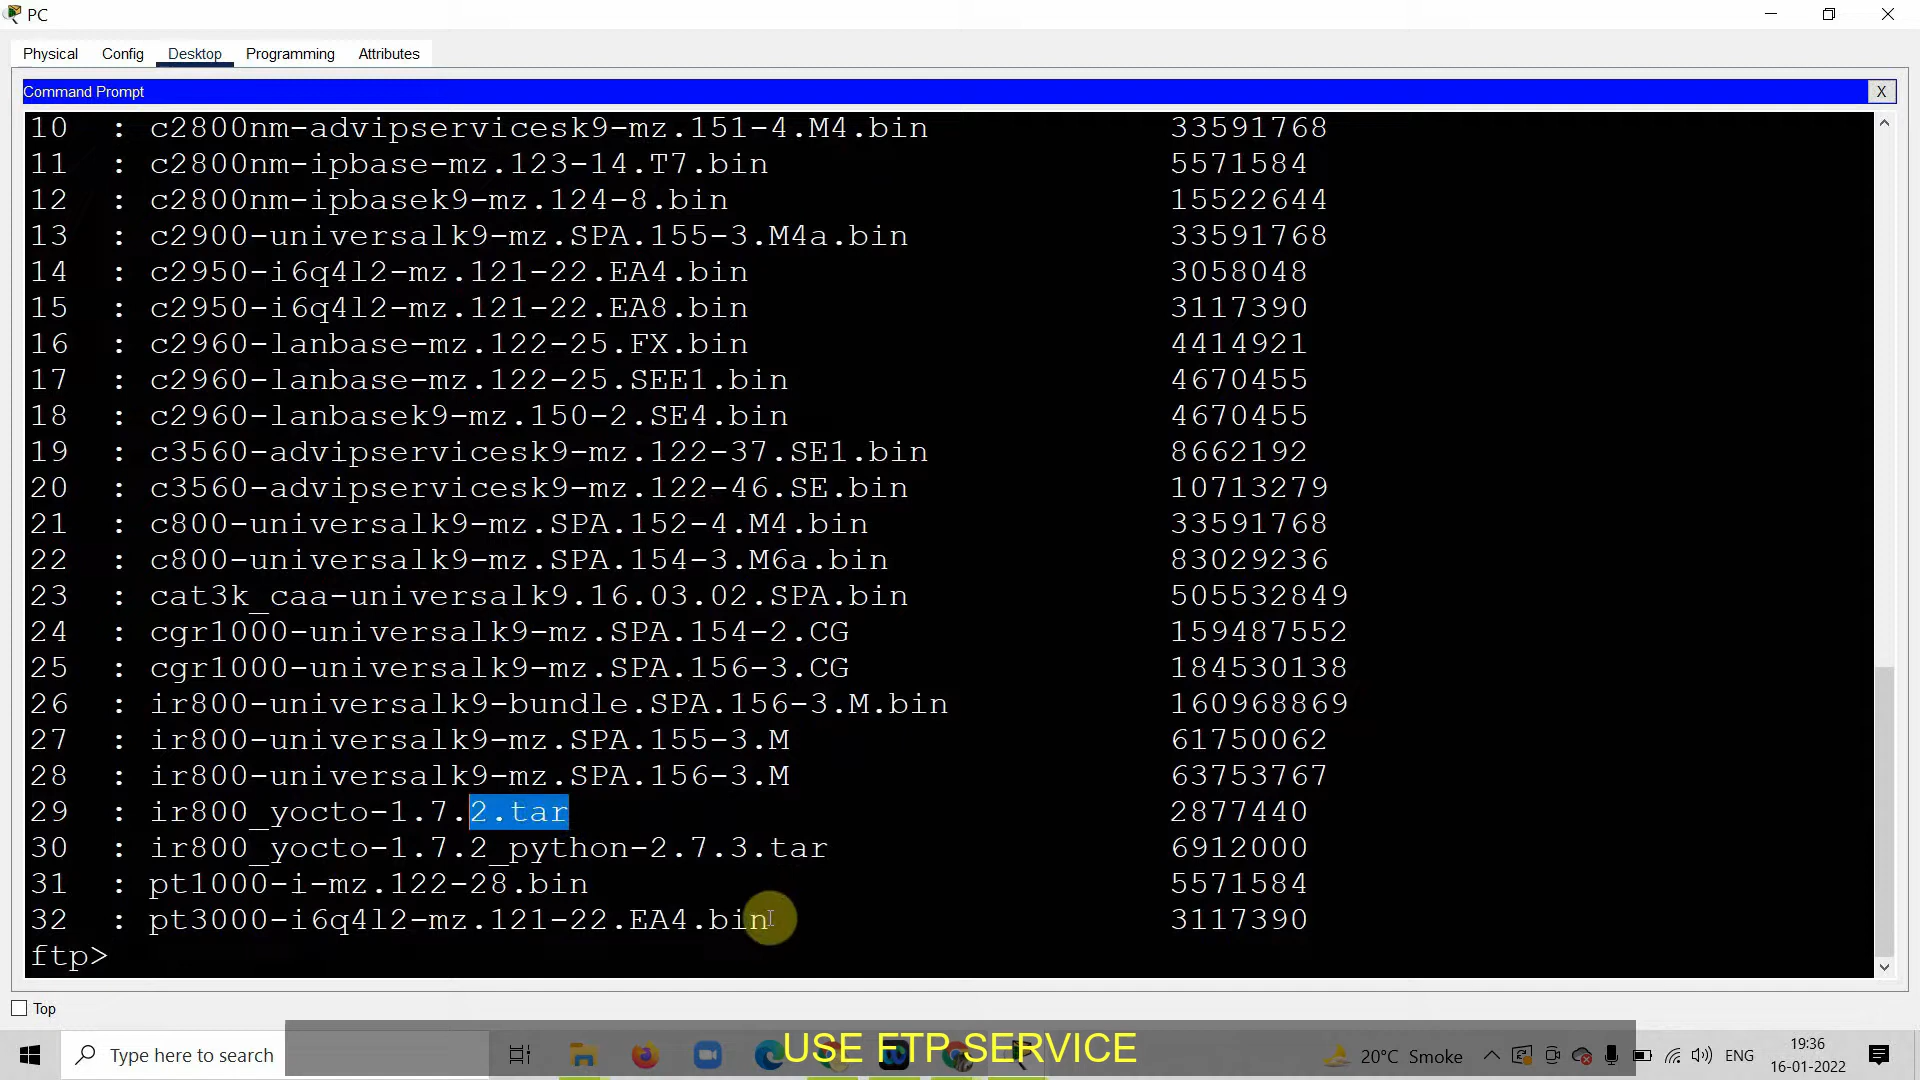 PC
Physical Config Desktop Programming Attributes
Command Prompt X
10 : c2800nm-advipservicesk9-mz.151-4.M4.bin 33591768
11 : c2800nm-ipbase-mz.123-14.T7.bin 5571584
12 : c2800nm-ipbasek9-mz.124-8.bin 15522644
13 : c2900-universalk9-mz.SPA.155-3.M4a.bin 33591768
14 : c2950-i6q4l2-mz.121-22.EA4.bin 3058048
15 : c2950-i6q4l2-mz.121-22.EA8.bin 3117390
16 : c2960-lanbase-mz.122-25.FX.bin 4414921
17 : c2960-lanbase-mz.122-25.SEE1.bin 4670455
18 : c2960-lanbasek9-mz.150-2.SE4.bin 4670455
19 : c3560-advipservicesk9-mz.122-37.SE1.bin 8662192
20 : c3560-advipservicesk9-mz.122-46.SE.bin 10713279
21 : c800-universalk9-mz.SPA.152-4.M4.bin 33591768
22 : c800-universalk9-mz.SPA.154-3.M6a.bin 83029236
23 : cat3k_caa-universalk9.16.03.02.SPA.bin 505532849
24 : cgr1000-universalk9-mz.SPA.154-2.CG 159487552
25 : cgr1000-universalk9-mz.SPA.156-3.CG 184530138
26 : ir800-universalk9-bundle.SPA.156-3.M.bin 160968869
27 : ir800-universalk9-mz.SPA.155-3.M 61750062
28 : ir800-universalk9-mz.SPA.156-3.M 63753767
29 : ir800_yocto-1.7.2.tar 2877440
30 : ir800_yocto-1.7.2_python-2.7.3.tar 6912000
31 : pt1000-i-mz.122-28.bin 5571584
32 : pt3000-i6q4l2-mz.121-22.EA4.bin 3117390
ftp>
Top
Type here to search
USE FTP SERVICE
20°C Smoke
ENG
19:36
16-01-2022